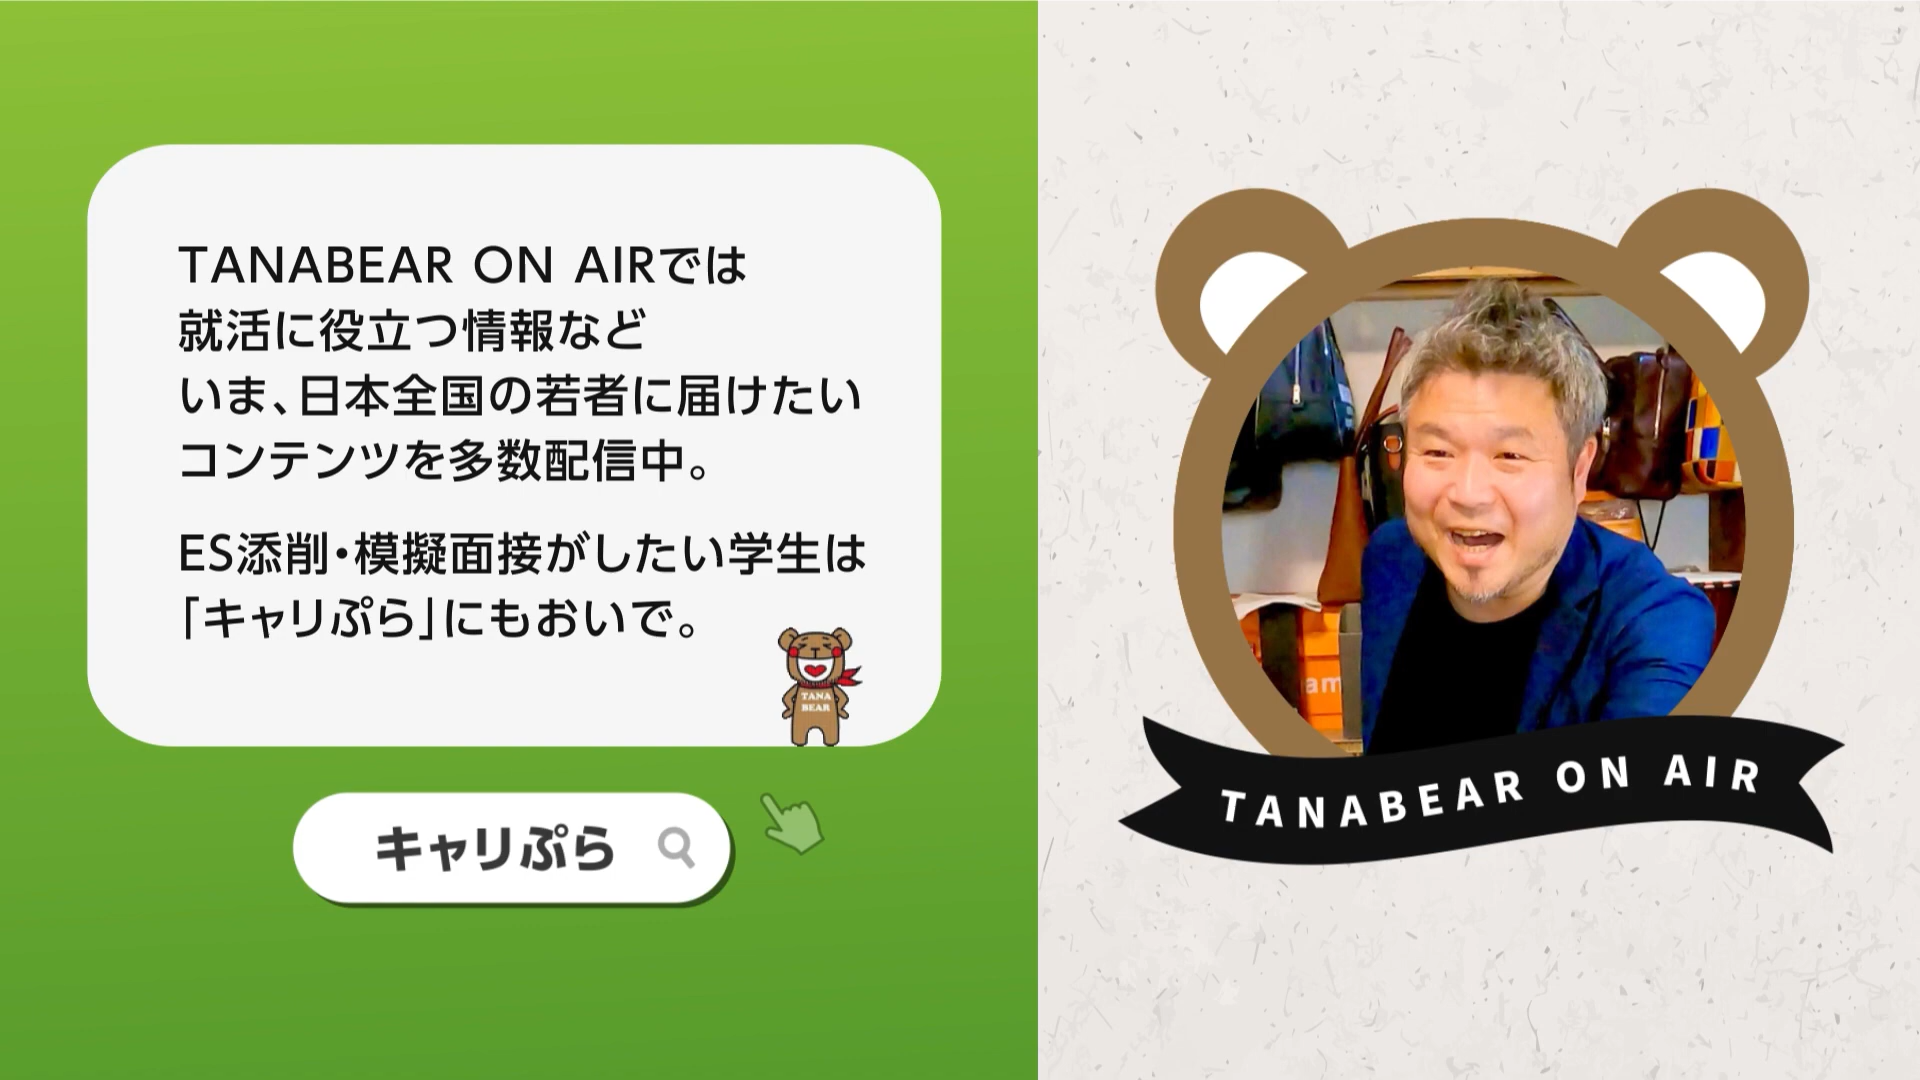 TANABEAR ON AIRでは
就活に役立つ情報など
いま、日本全国の若者に届けたい
コンテンツを多数配信中。
ES添削・模擬面接がしたい学生は
「キャリぷら」にもおいで。
TANA
BEAR
キャリぷら
am
TANABEAR ON AIR